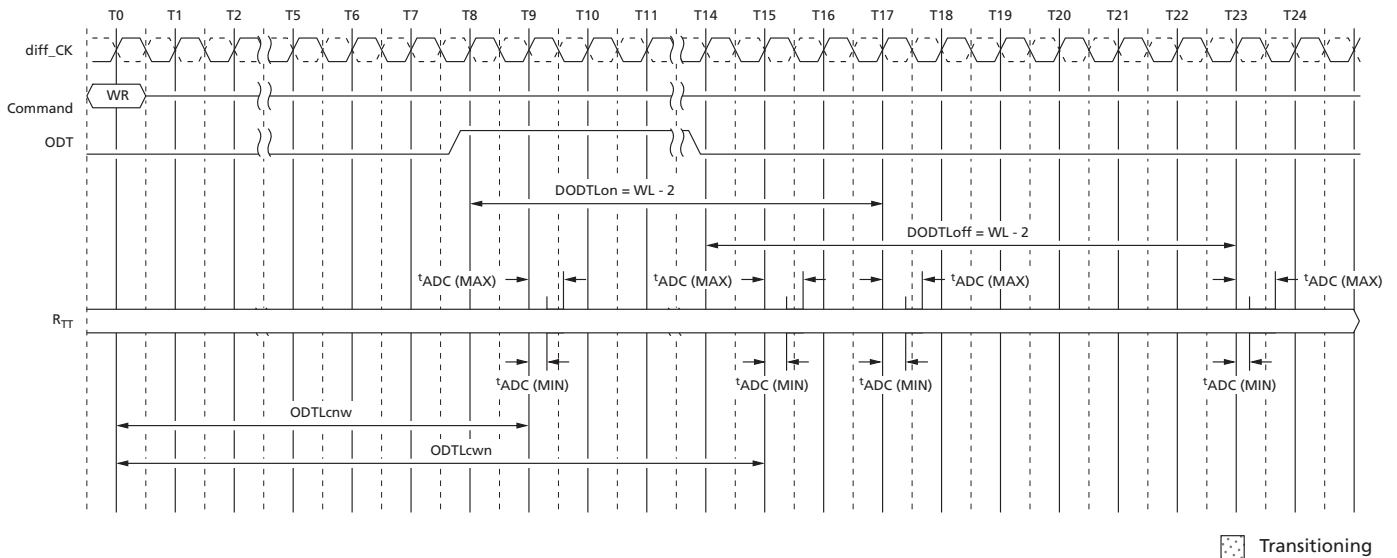 T0 T1 T2 T5 T6 T7 T8 T9 T10 T11 T14 T15 T16 T17 T18 T19 T20 T21 T22 T23 T24
diff_CK
WR
Command
ODT
DODTLon = WL - 2
DODTLoff = WL - 2
tADC (MAX) tADC (MAX) tADC (MAX) tADC (MAX)
RTT
tADC (MIN) tADC (MIN) tADC (MIN) tADC (MIN)
ODTLcnw
ODTLcwn
Transitioning